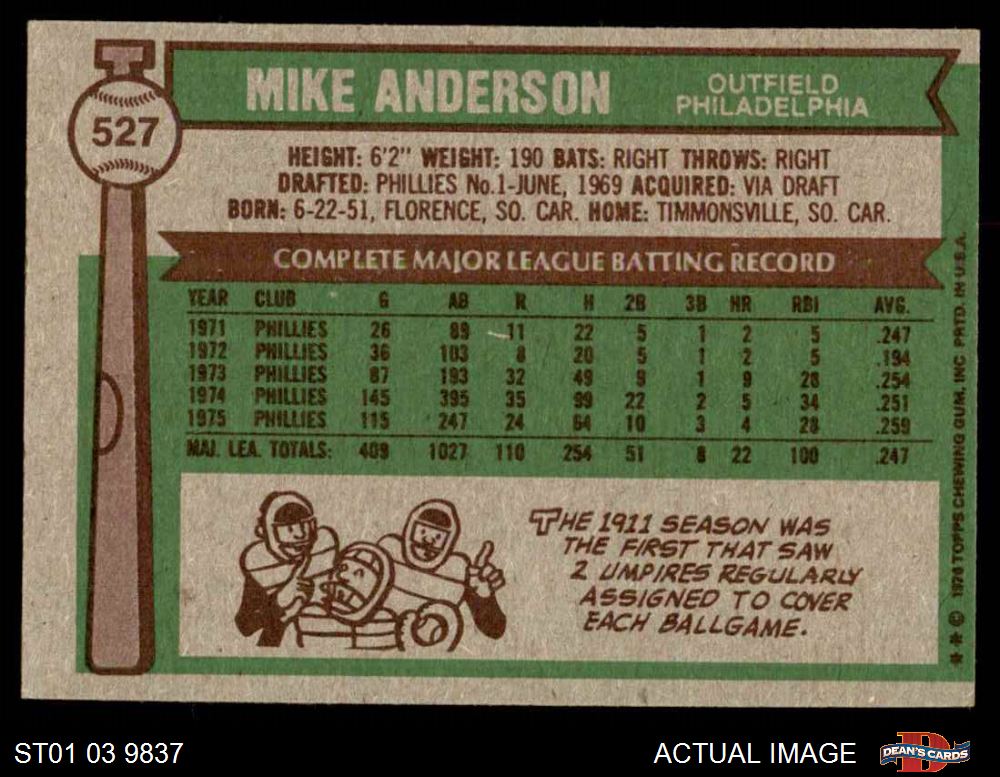 527
MIKE ANDERSON
OUTFIELD
PHILADELPHIA
HEIGHT: 6'2" WEIGHT: 190 BATS: RIGHT THROWS: RIGHT
DRAFTED: PHILLIES No.1-JUNE, 1969 ACQUIRED: VIA DRAFT
BORN: 6-22-51, FLORENCE, SO. CAR. HOME: TIMMONSVILLE, SO. CAR.
COMPLETE MAJOR LEAGUE BATTING RECORD
YEAR CLUB G AB R H 2B 3B HR RBI AVG.
1971 PHILLIES 26 89 11 22 5 1 2 5 .247
1972 PHILLIES 36 103 8 20 5 1 2 5 .194
1973 PHILLIES 87 193 32 49 9 1 9 28 .254
1974 PHILLIES 145 395 35 99 22 2 5 34 .251
1975 PHILLIES 115 247 24 64 10 3 4 28 .259
MAJ. LEA. TOTALS: 409 1027 110 254 51 8 22 100 .247
THE 1911 SEASON WAS
THE FIRST THAT SAW
2 UMPIRES REGULARLY
ASSIGNED TO COVER
EACH BALLGAME.
* * © 1976 TOPPS CHEWING GUM, INC PRTD. IN U.S.A.
ST01 03 9837
ACTUAL IMAGE
D
DEAN'S CARDS